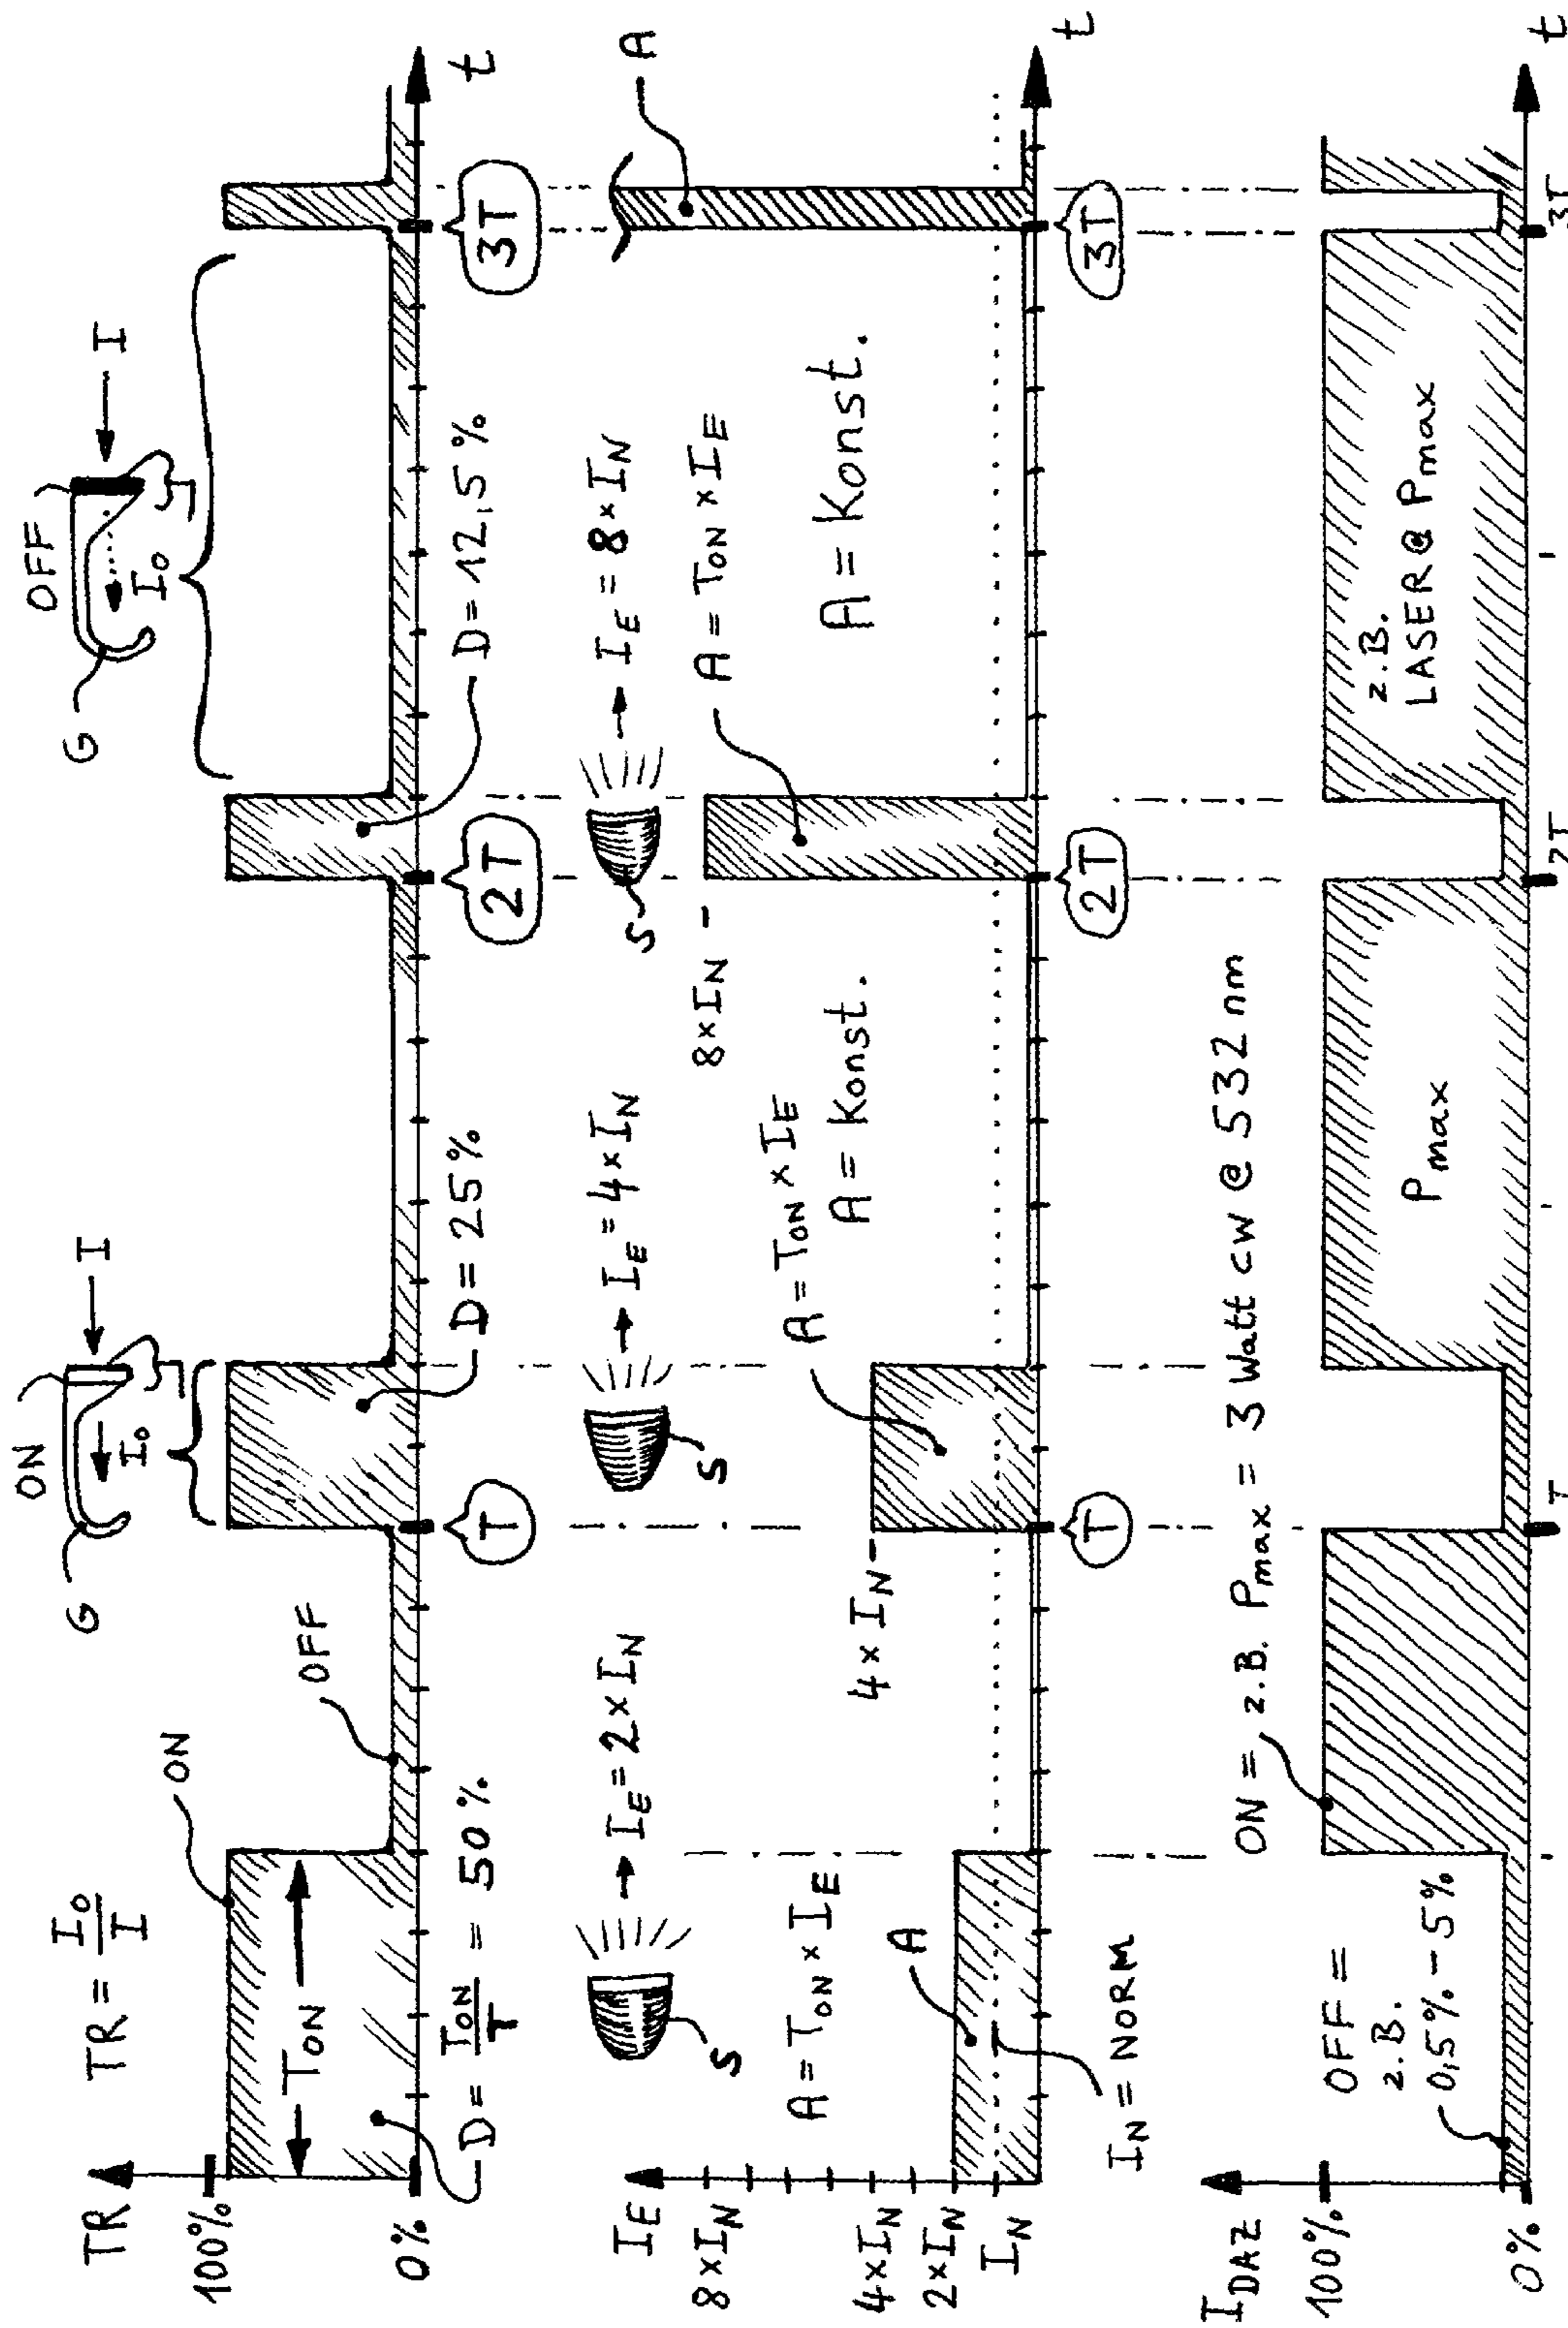 TR
TR = I₀/I
ON
G
I₀
I
OFF
G
I₀
I
100%
ON
OFF
T_ON
0%
t
D = T_ON/T = 50%
T
D = 25%
2T
D = 12,5%
3T
S
→ I_E = 2×I_N
S
→ I_E = 4×I_N
S
→ I_E = 8×I_N
A
I_E
8×I_N
4×I_N
2×I_N
I_N
A = T_ON × I_E
A
4×I_N
A = T_ON × I_E
A = Konst.
8×I_N
A = T_ON × I_E
A = Konst.
t
I_N = NORM
T
2T
3T
I_DAZ
100%
0%
OFF =
z.B.
0,5% - 5%
ON = z.B. P_max = 3 Watt cw @ 532 nm
P_max
z.B.
LASER @ P_max
T
2T
3T
t